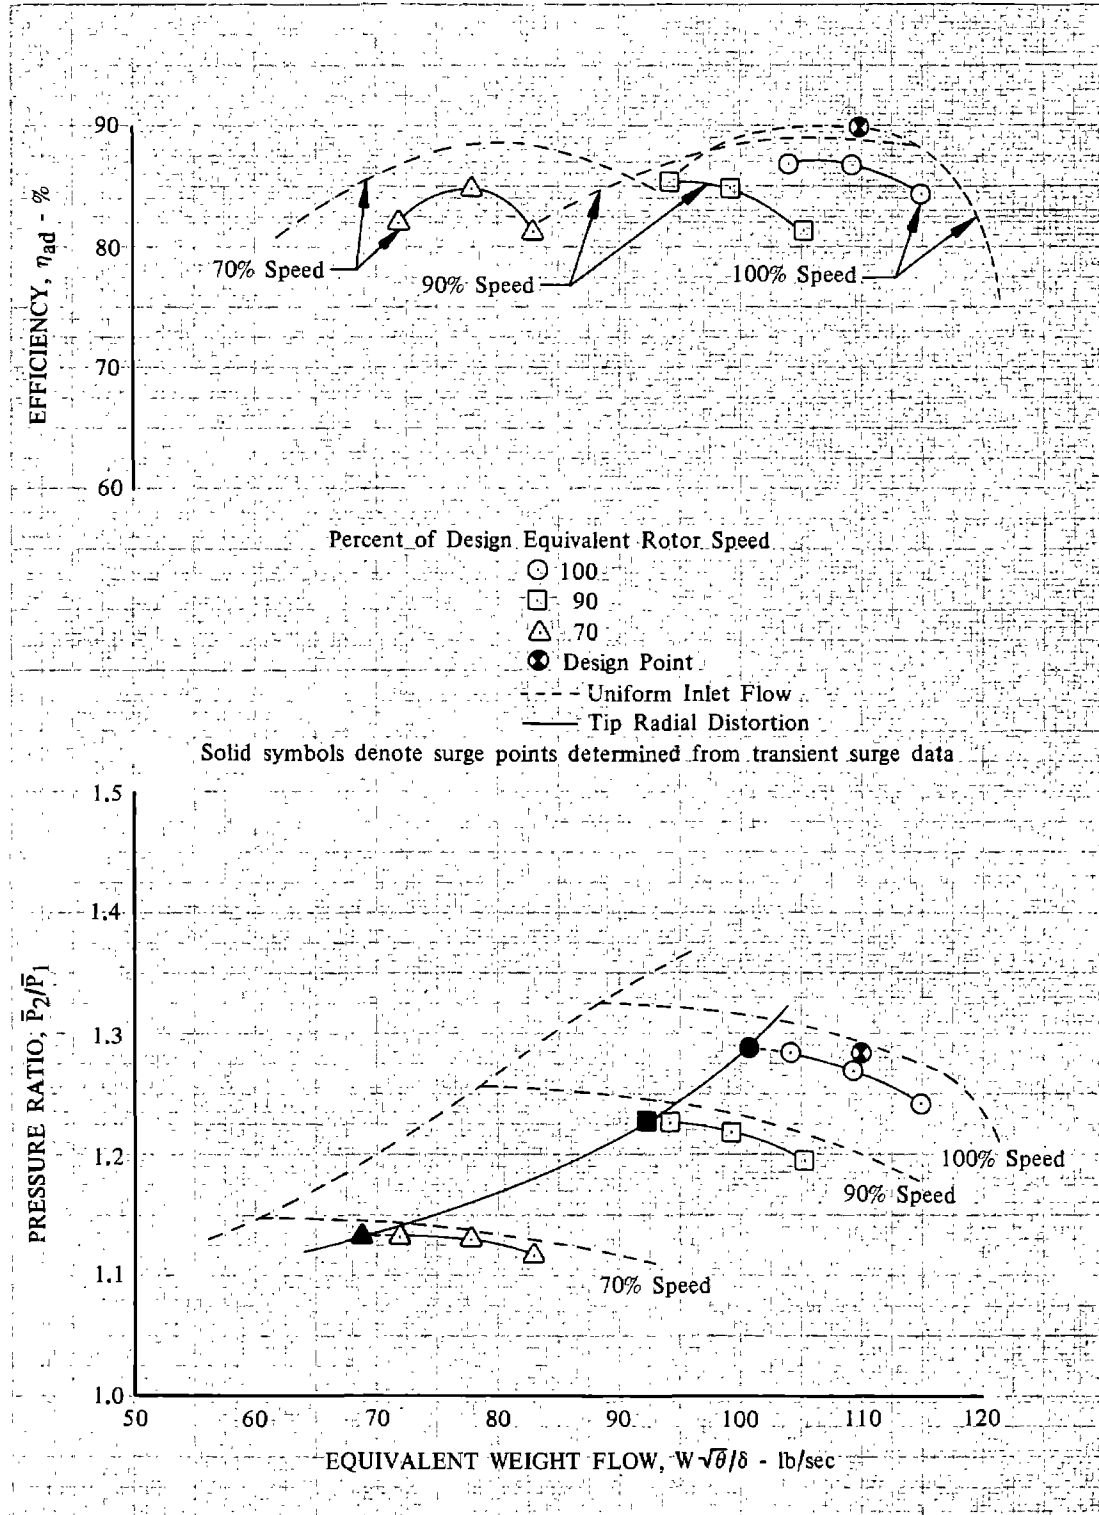 90
80
70
60
EFFICIENCY, ηad - %
70% Speed
90% Speed
100% Speed
Percent of Design Equivalent Rotor Speed
100
90
70
Design Point
Uniform Inlet Flow
Tip Radial Distortion
Solid symbols denote surge points determined from transient surge data
1.5
1.4
1.3
1.2
1.1
1.0
PRESSURE RATIO, P̅2/P̅1
100% Speed
90% Speed
70% Speed
50 60 70 80 90 100 110 120
EQUIVALENT WEIGHT FLOW, W√θ/δ - lb/sec